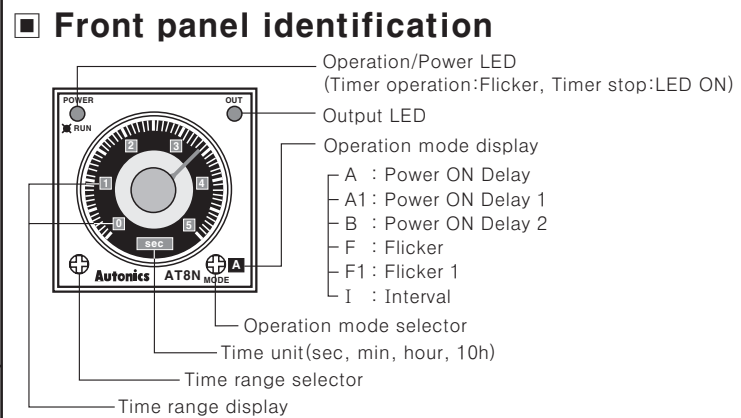 ▣ Front panel identification
Operation/Power LED
(Timer operation:Flicker, Timer stop:LED ON)
POWER
OUT
Output LED
RUN
Operation mode display
2
3
A : Power ON Delay
1
4
A1: Power ON Delay 1
0
5
B : Power ON Delay 2
sec
F : Flicker
A
F1: Flicker 1
Autonics AT8N MODE
I : Interval
Operation mode selector
Time unit(sec, min, hour, 10h)
Time range selector
Time range display